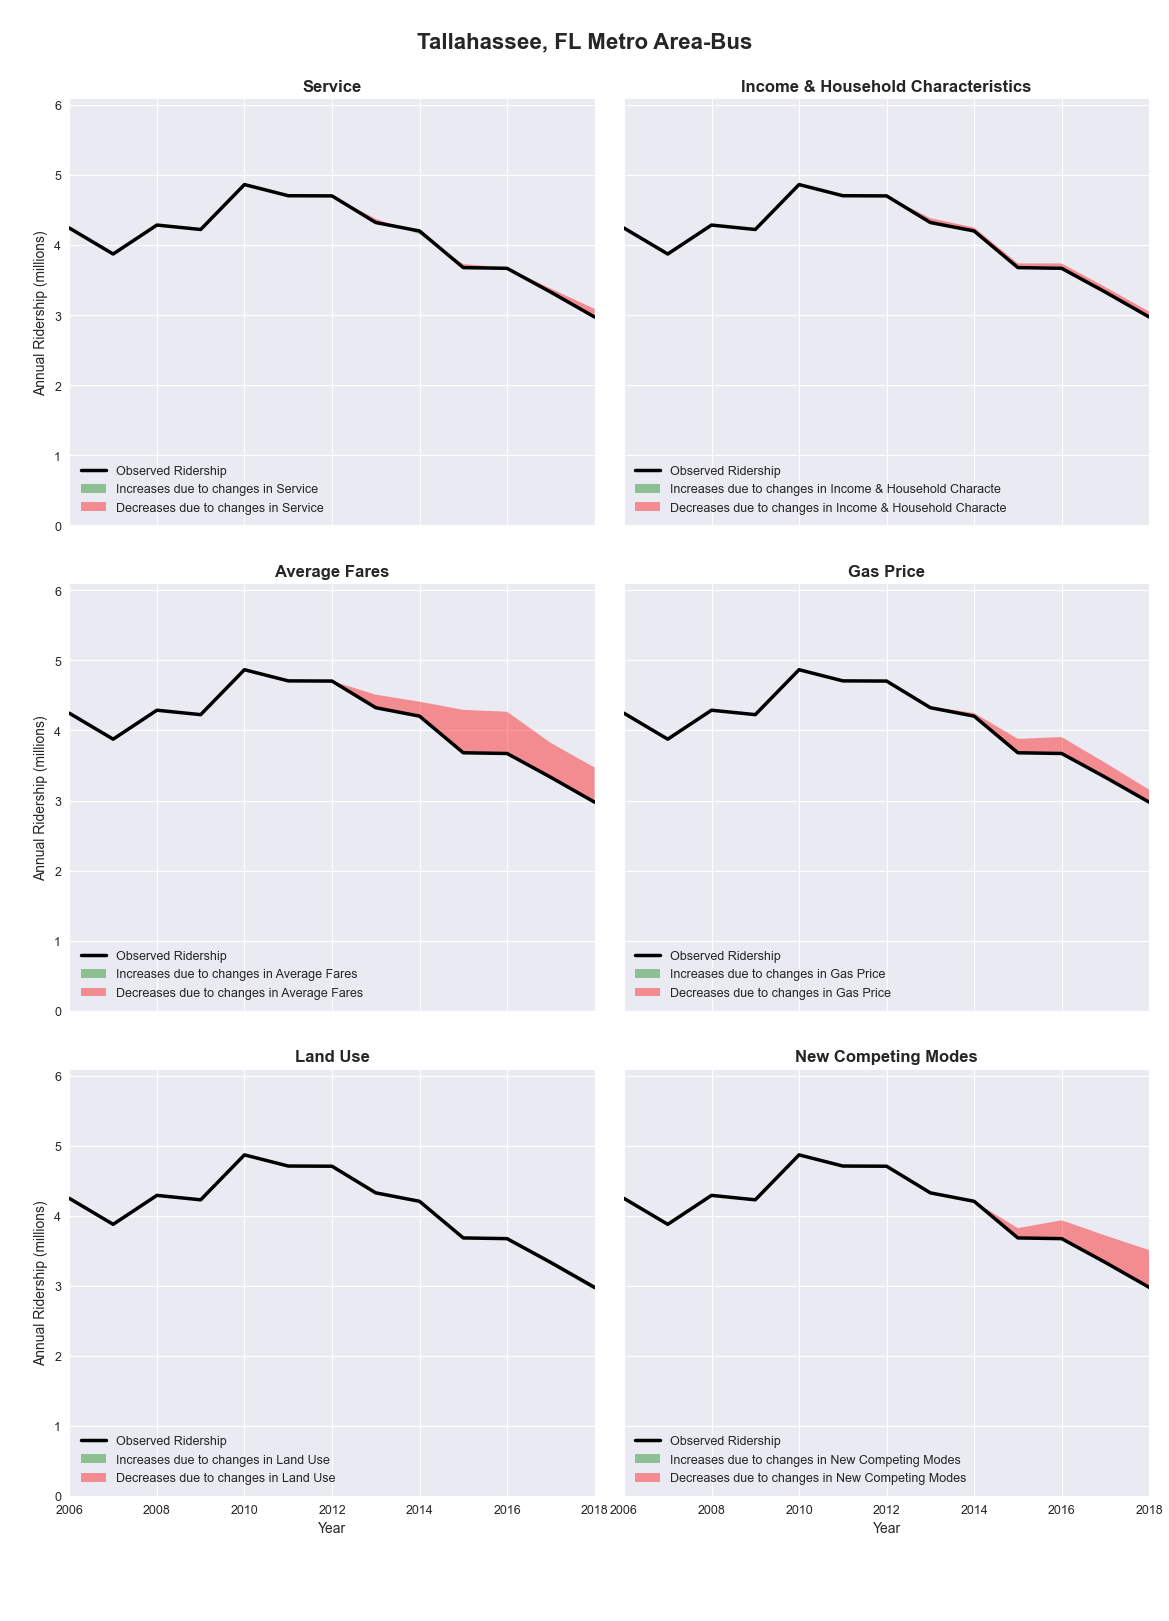 Tallahassee, FL Metro Area-Bus
Service
Income & Household Characteristics
6
5
4
3
2
1
0
Annual Ridership (millions)
Observed Ridership
Increases due to changes in Service
Decreases due to changes in Service
Observed Ridership
Increases due to changes in Income & Household Characte
Decreases due to changes in Income & Household Characte
Average Fares
Gas Price
6
5
4
3
2
1
0
Annual Ridership (millions)
Observed Ridership
Increases due to changes in Average Fares
Decreases due to changes in Average Fares
Observed Ridership
Increases due to changes in Gas Price
Decreases due to changes in Gas Price
Land Use
New Competing Modes
6
5
4
3
2
1
0
Annual Ridership (millions)
Observed Ridership
Increases due to changes in Land Use
Decreases due to changes in Land Use
Observed Ridership
Increases due to changes in New Competing Modes
Decreases due to changes in New Competing Modes
2006 2008 2010 2012 2014 2016 2018
2006 2008 2010 2012 2014 2016 2018
Year
Year